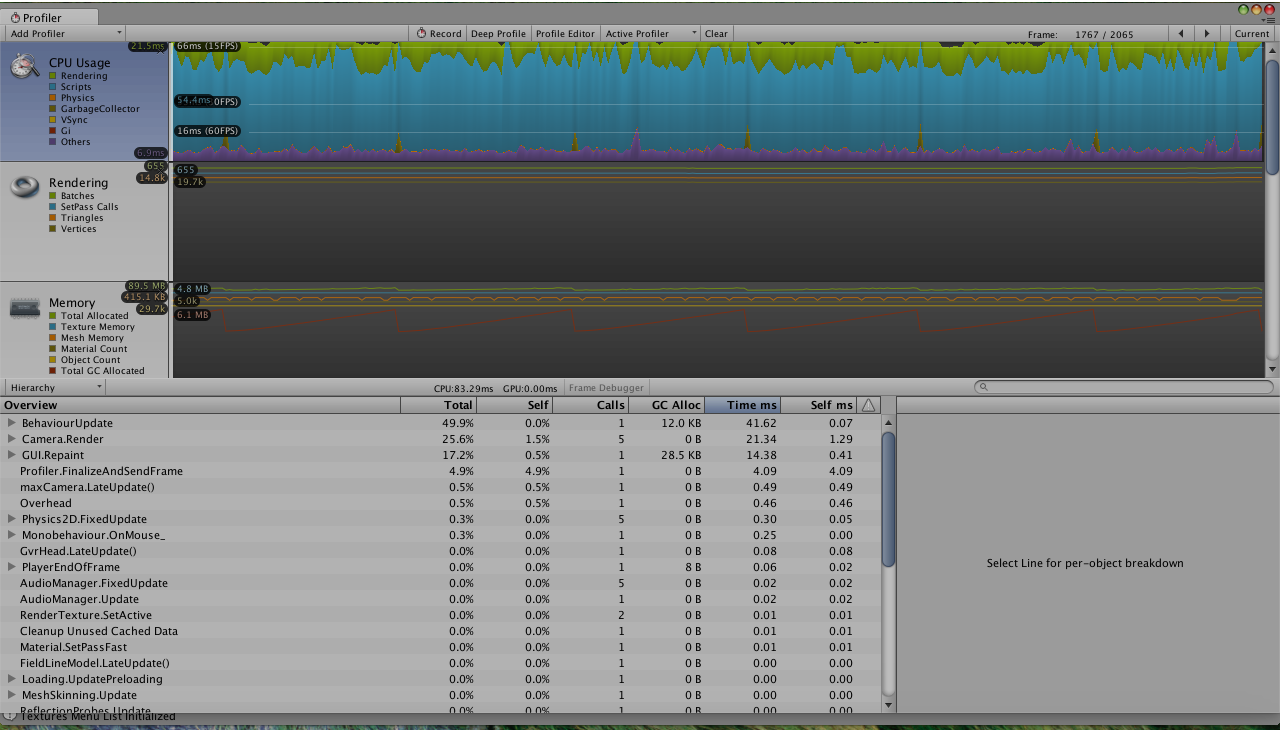 Profiler
Add Profiler Record Deep Profile Profile Editor Active Profiler Clear Frame: 1767 / 2065 Current
CPU Usage
Rendering
Scripts
Physics
GarbageCollector
VSync
Gi
Others
21.5ms
6.9ms
66ms (15FPS)
54.4ms 0FPS)
16ms (60FPS)
Rendering
Batches
SetPass Calls
Triangles
Vertices
655
14.8k
655
19.7k
Memory
Total Allocated
Texture Memory
Mesh Memory
Material Count
Object Count
Total GC Allocated
89.5 MB
415.1 KB
29.7k
4.8 MB
5.0k
6.1 MB
Hierarchy CPU:83.29ms GPU:0.00ms Frame Debugger
Overview Total Self Calls GC Alloc Time ms Self ms
BehaviourUpdate 49.9% 0.0% 1 12.0 KB 41.62 0.07
Camera.Render 25.6% 1.5% 5 0 B 21.34 1.29
GUI.Repaint 17.2% 0.5% 1 28.5 KB 14.38 0.41
Profiler.FinalizeAndSendFrame 4.9% 4.9% 1 0 B 4.09 4.09
maxCamera.LateUpdate() 0.5% 0.5% 1 0 B 0.49 0.49
Overhead 0.5% 0.5% 1 0 B 0.46 0.46
Physics2D.FixedUpdate 0.3% 0.0% 5 0 B 0.30 0.05
Monobehaviour.OnMouse_ 0.3% 0.0% 1 0 B 0.25 0.00
GvrHead.LateUpdate() 0.0% 0.0% 1 0 B 0.08 0.08
PlayerEndOfFrame 0.0% 0.0% 1 8 B 0.06 0.02
AudioManager.FixedUpdate 0.0% 0.0% 5 0 B 0.02 0.02
AudioManager.Update 0.0% 0.0% 1 0 B 0.02 0.02
RenderTexture.SetActive 0.0% 0.0% 2 0 B 0.01 0.01
Cleanup Unused Cached Data 0.0% 0.0% 1 0 B 0.01 0.01
Material.SetPassFast 0.0% 0.0% 1 0 B 0.01 0.01
FieldLineModel.LateUpdate() 0.0% 0.0% 1 0 B 0.00 0.00
Loading.UpdatePreloading 0.0% 0.0% 1 0 B 0.00 0.00
MeshSkinning.Update 0.0% 0.0% 1 0 B 0.00 0.00
ReflectionProbes.Update 0.0% 0.0% 1 0 B 0.00 0.00
Select Line for per-object breakdown
Textures Menu List Initialized